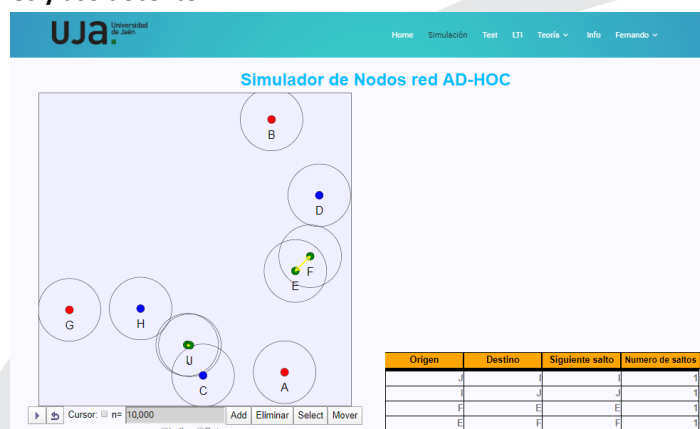 UJa. Universidad de Jaén
Home Simulación Test LTI Teoría Info Fernando
Simulador de Nodos red AD-HOC
B
D
F
E
G
H
C
A
Origen Destino Siguiente salto Numero de saltos
J I I 1
I J J 1
F E E 1
E F F 1
Cursor: n= 10,000 Add Eliminar Select Mover